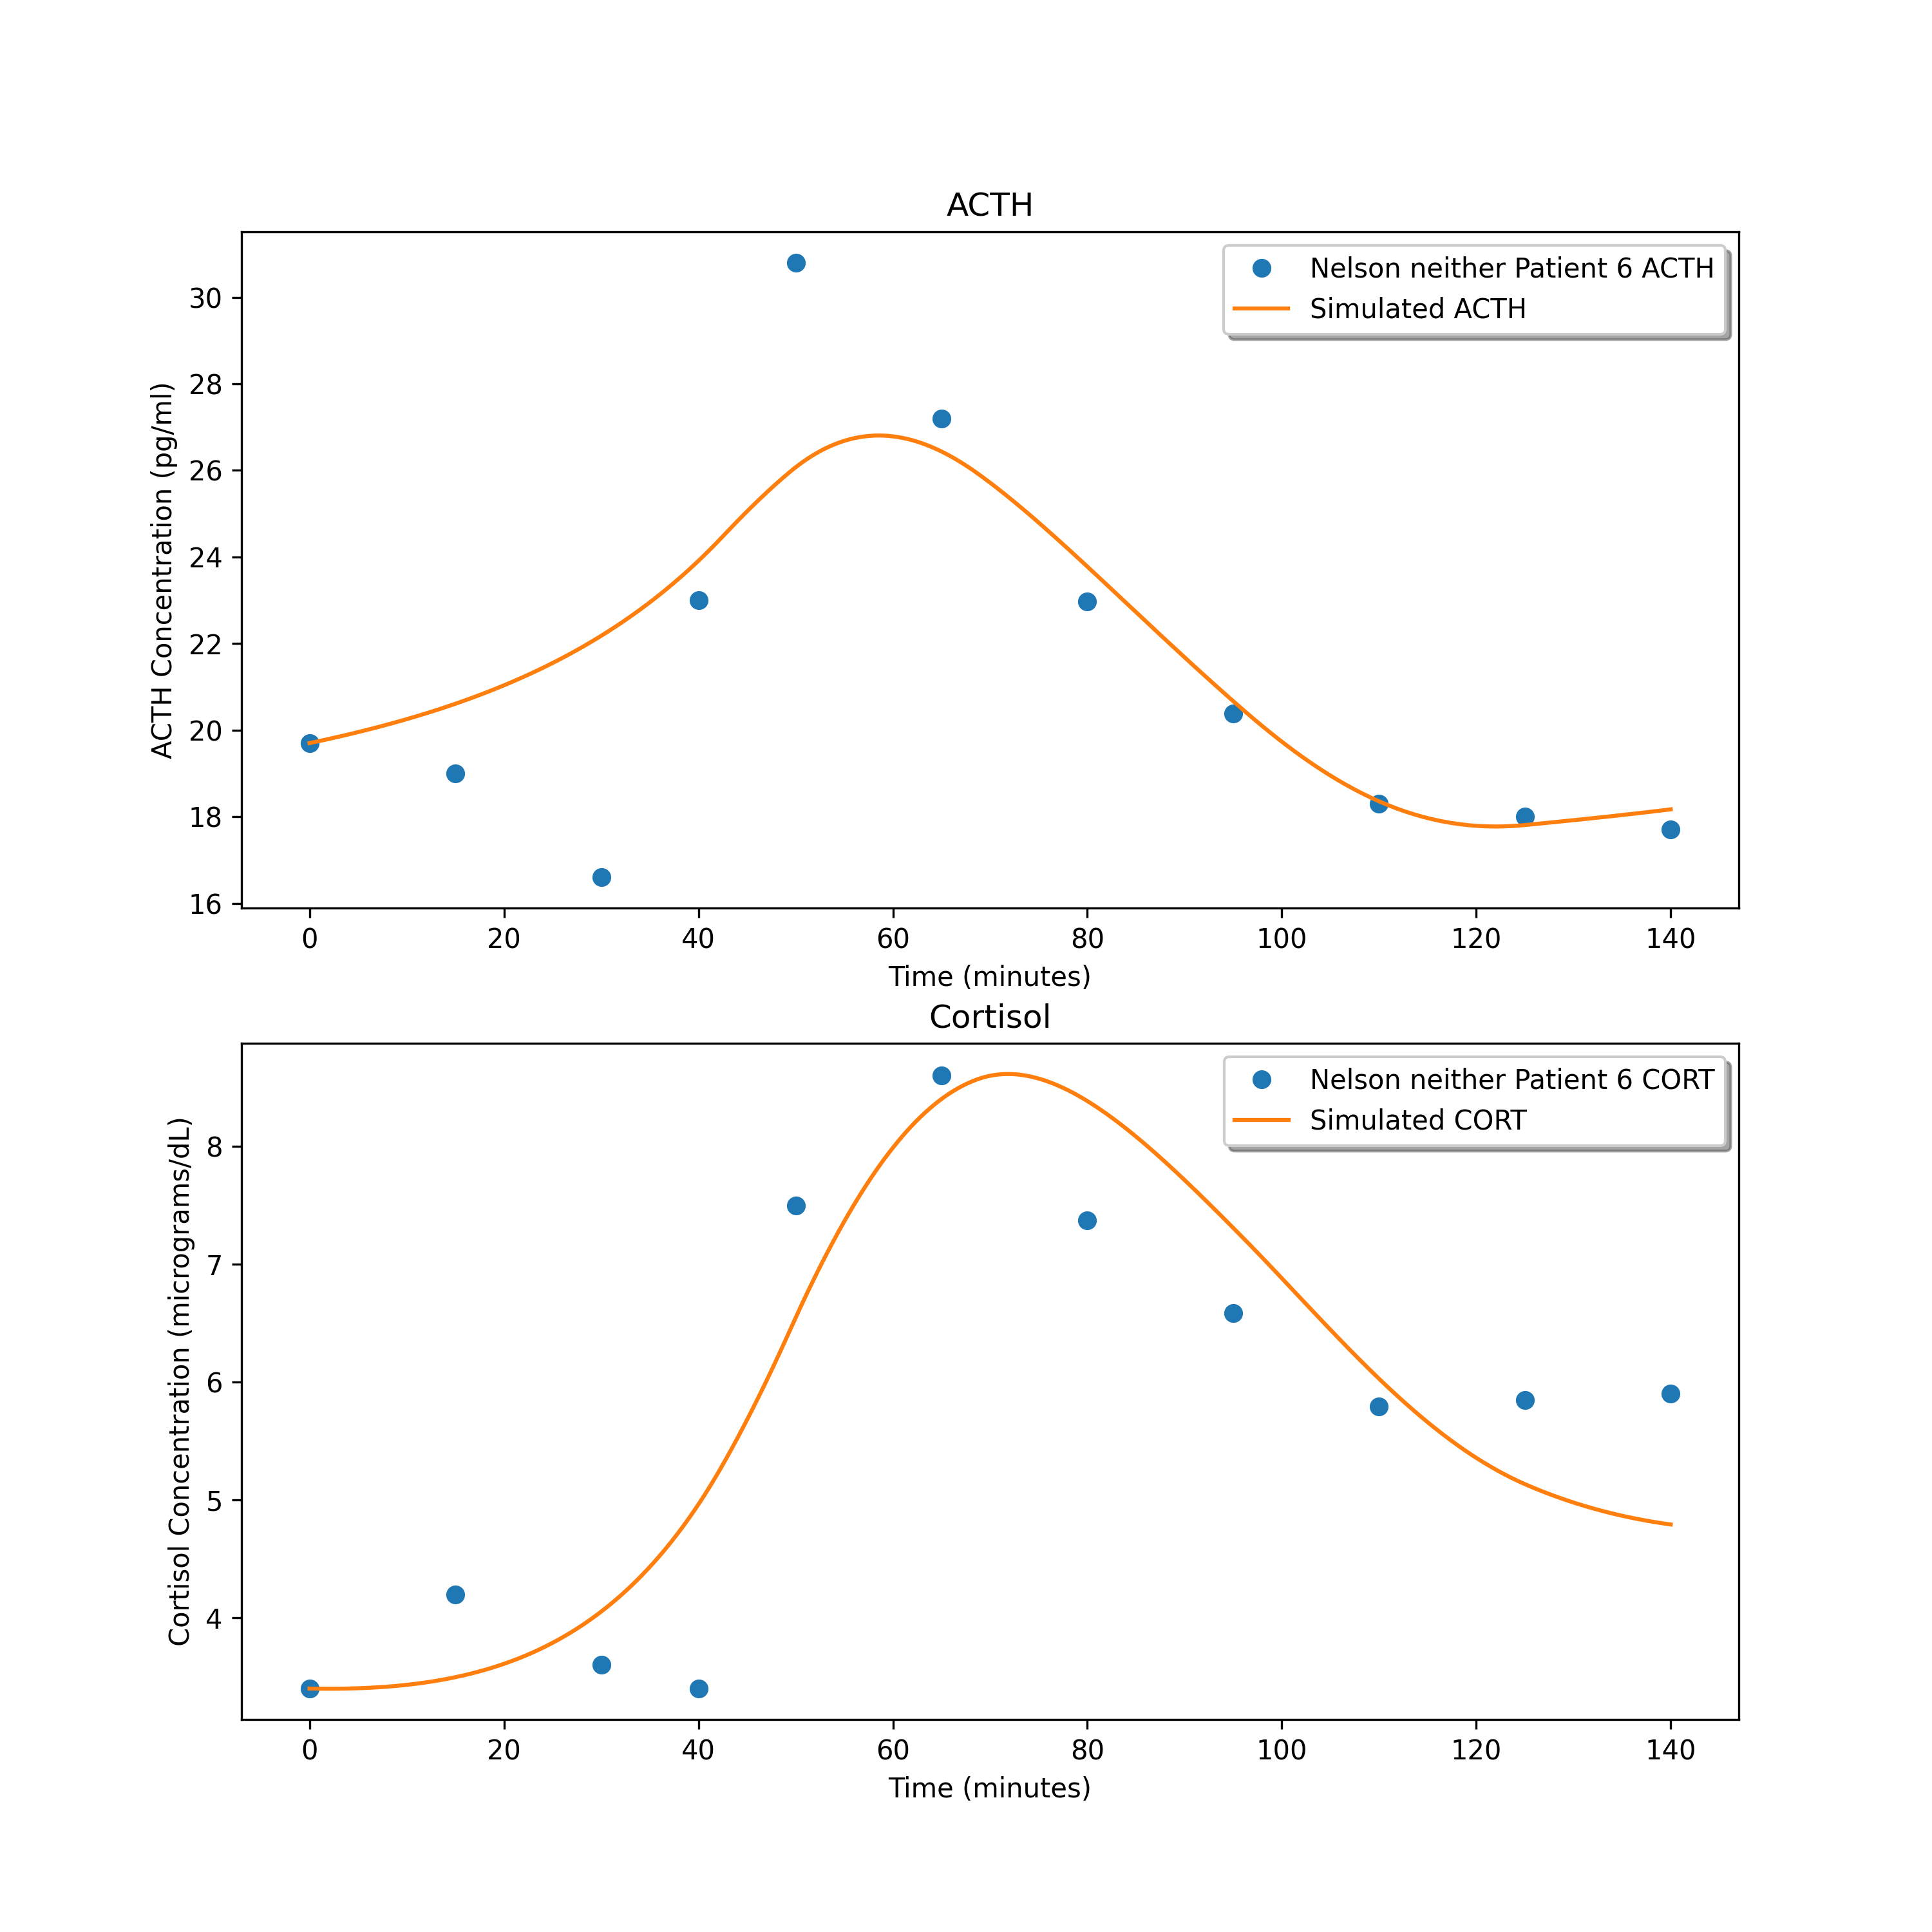 ACTH
Nelson neither Patient 6 ACTH
Simulated ACTH
ACTH Concentration (pg/ml)
30
28
26
24
22
20
18
16
0 20 40 60 80 100 120 140
Time (minutes)
Cortisol
Nelson neither Patient 6 CORT
Simulated CORT
Cortisol Concentration (micrograms/dL)
8
7
6
5
4
0 20 40 60 80 100 120 140
Time (minutes)